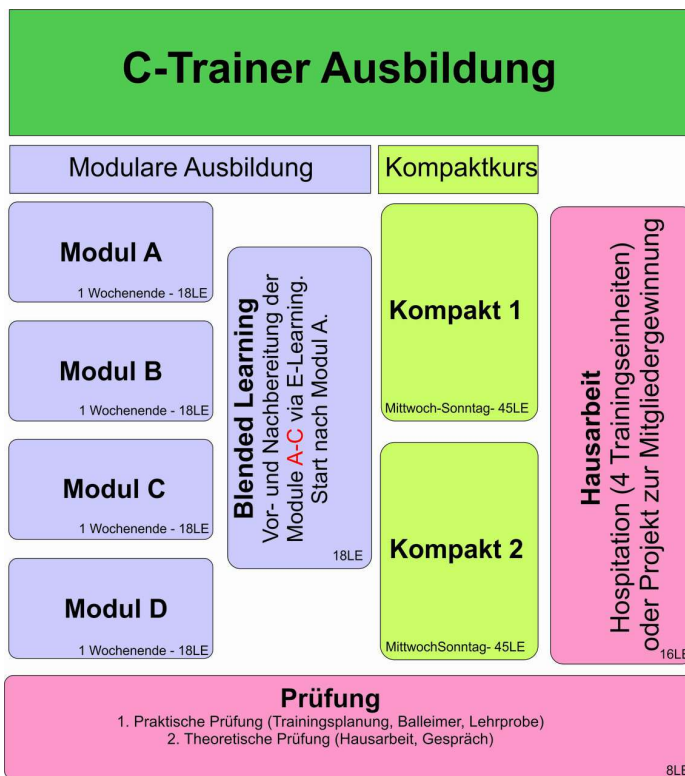 C-Trainer Ausbildung
Modulare Ausbildung
Kompaktkurs
Modul A
1 Wochenende - 18LE
Modul B
1 Wochenende - 18LE
Modul C
1 Wochenende - 18LE
Modul D
1 Wochenende - 18LE
Blended Learning
Vor- und Nachbereitung der
Module A-C via E-Learning.
Start nach Modul A.
18LE
Kompakt 1
Mittwoch-Sonntag- 45LE
Kompakt 2
MittwochSonntag- 45LE
Hausarbeit
Hospitation (4 Trainingseinheiten)
oder Projekt zur Mitgliedergewinnung
16LE
Prüfung
1. Praktische Prüfung (Trainingsplanung, Balleimer, Lehrprobe)
2. Theoretische Prüfung (Hausarbeit, Gespräch)
8LE